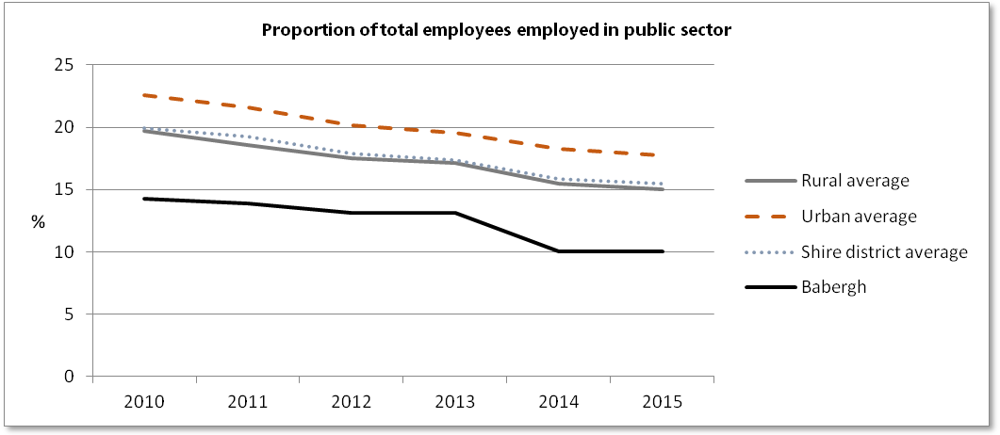 Proportion of total employees employed in public sector
25
20
15
10
5
0
%
2010 2011 2012 2013 2014 2015
Rural average
Urban average
Shire district average
Babergh